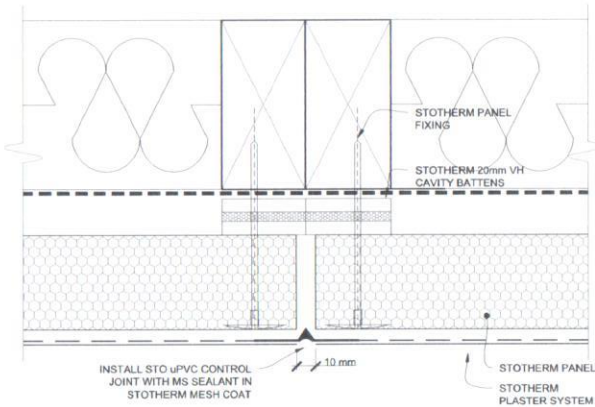 STOTHERM PANEL
FIXING
STOTHERM 20mm VH
CAVITY BATTENS
INSTALL STO uPVC CONTROL
JOINT WITH MS SEALANT IN
STOTHERM MESH COAT
10 mm
STOTHERM PANEL
STOTHERM
PLASTER SYSTEM